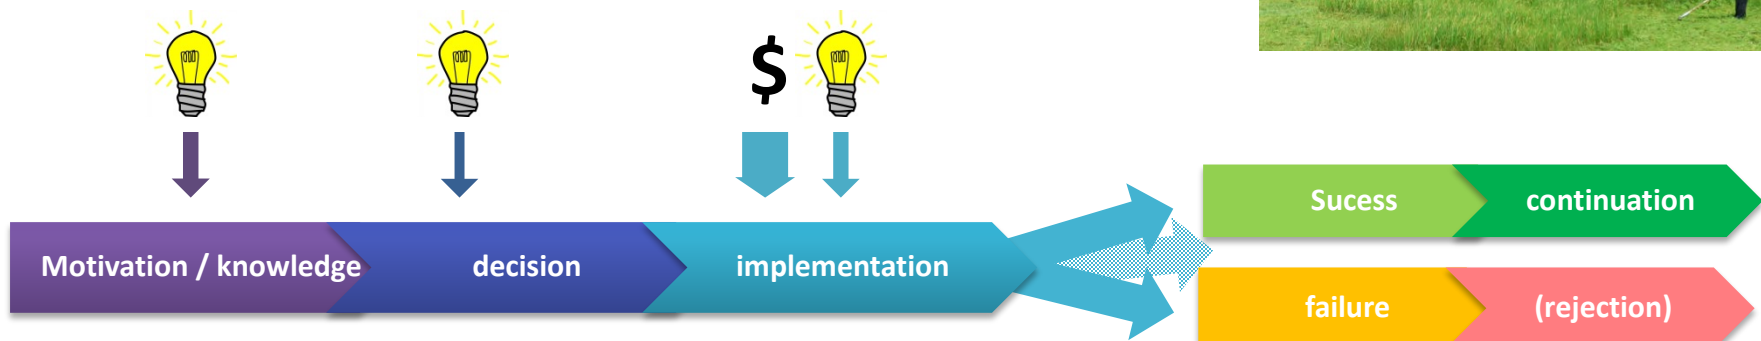 $
Motivation / knowledge
decision
implementation
Sucess
continuation
failure
(rejection)